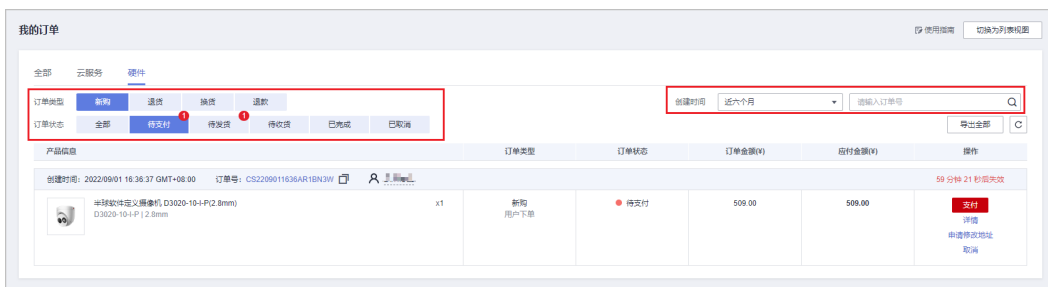 我的订单 使用指南 切换为列表视图
全部 云服务 硬件
订单类型 新购 退货 换货 退款 创建时间 近六个月 请输入订单号
订单状态 全部 待支付 1 待发货 1 待收货 已完成 已取消 导出全部
产品信息 订单类型 订单状态 订单金额(¥) 应付金额(¥) 操作
创建时间: 2022/09/01 16:36:37 GMT+08:00 订单号: CS2209011636AR1BN3W 59 分钟 21 秒后失效
半球软件定义摄像机 D3020-10-I-P(2.8mm) x1 新购 待支付 509.00 509.00 支付
D3020-10-I-P | 2.8mm 用户下单 详情
申请修改地址
取消